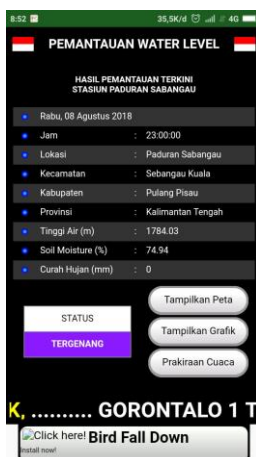 8:52 35,5K/d 4G
PEMANTAUAN WATER LEVEL
HASIL PEMANTAUAN TERKINI
STASIUN PADURAN SABANGAU
Rabu, 08 Agustus 2018
Jam : 23:00:00
Lokasi : Paduran Sabangau
Kecamatan : Sebangau Kuala
Kabupaten : Pulang Pisau
Provinsi : Kalimantan Tengah
Tinggi Air (m) : 1784.03
Soil Moisture (%) : 74.94
Curah Hujan (mm) : 0
STATUS
TERGENANG
Tampilkan Peta
Tampilkan Grafik
Prakiraan Cuaca
K, .......... GORONTALO 1 T
Click here! Bird Fall Down
Install now!